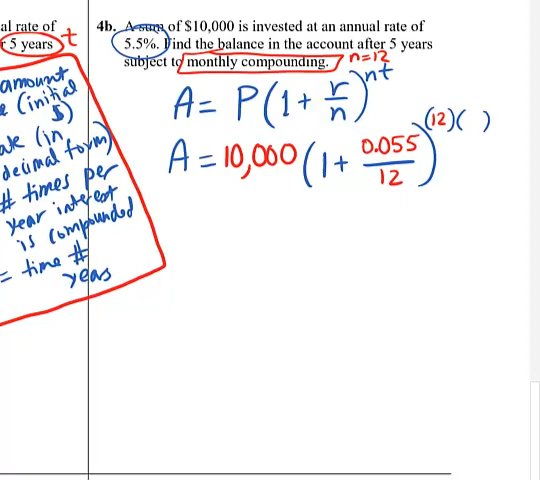 al rate of
r 5 years t
amount
e (initial
$)
ate (in
decimal form)
# times per
year interest
is compounded
= time #
years
4b. A sum of $10,000 is invested at an annual rate of
5.5%. Find the balance in the account after 5 years
subject to monthly compounding. n=12
A = P(1 + r/n)^nt
A = 10,000 (1 + 0.055/12)^(12)( )